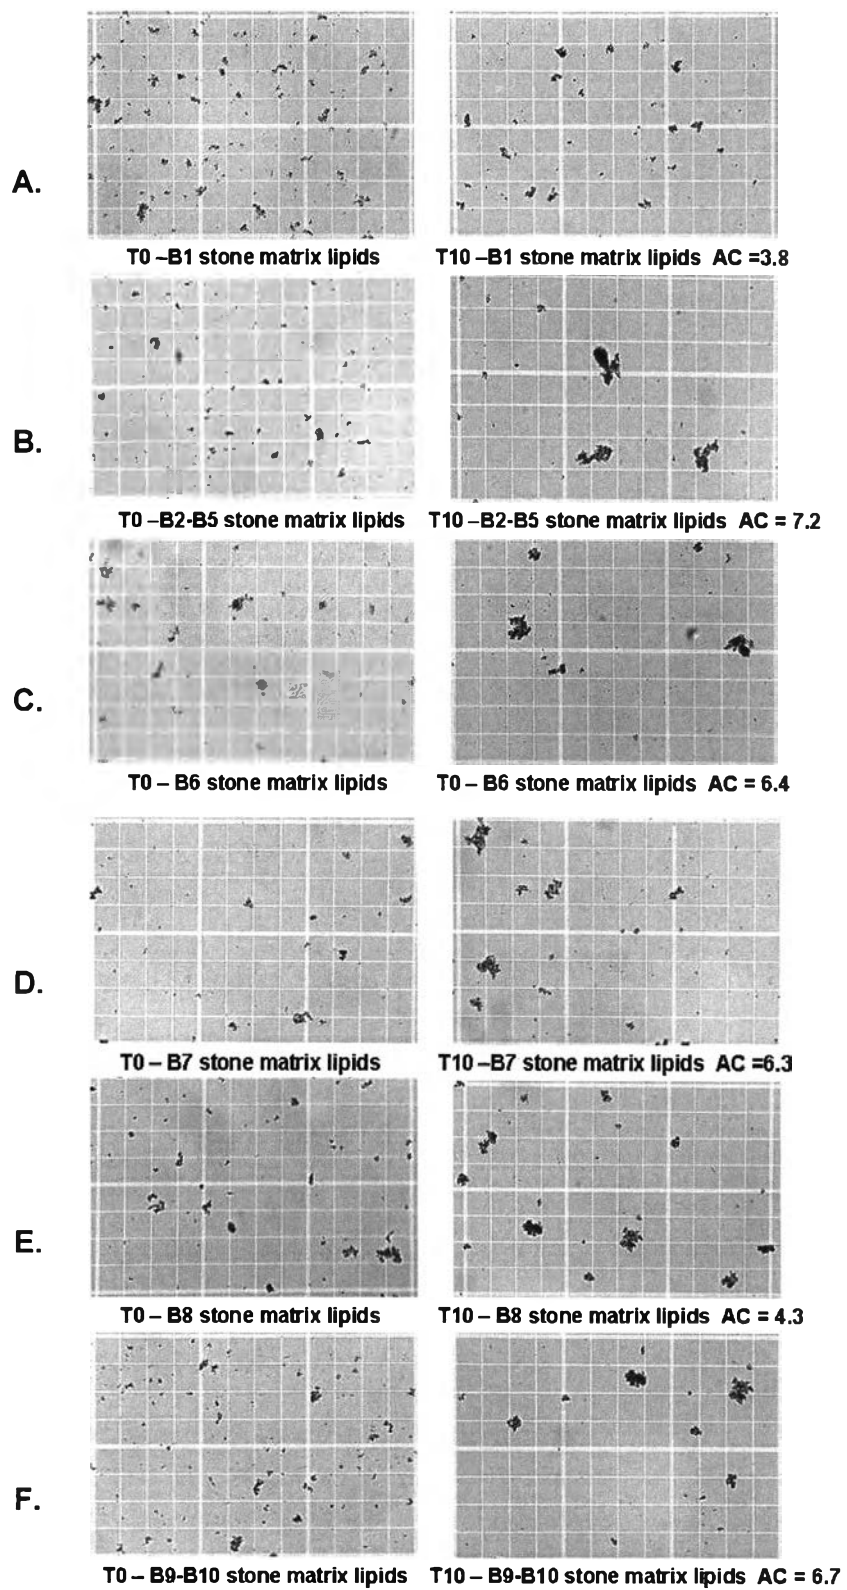 A.
T0 –B1 stone matrix lipids
T10 –B1 stone matrix lipids AC =3.8
B.
T0 –B2-B5 stone matrix lipids
T10 –B2-B5 stone matrix lipids AC = 7.2
C.
T0 – B6 stone matrix lipids
T0 – B6 stone matrix lipids AC = 6.4
D.
T0 – B7 stone matrix lipids
T10 –B7 stone matrix lipids AC =6.3
E.
T0 – B8 stone matrix lipids
T10 – B8 stone matrix lipids AC = 4.3
F.
T0 – B9-B10 stone matrix lipids
T10 – B9-B10 stone matrix lipids AC = 6.7